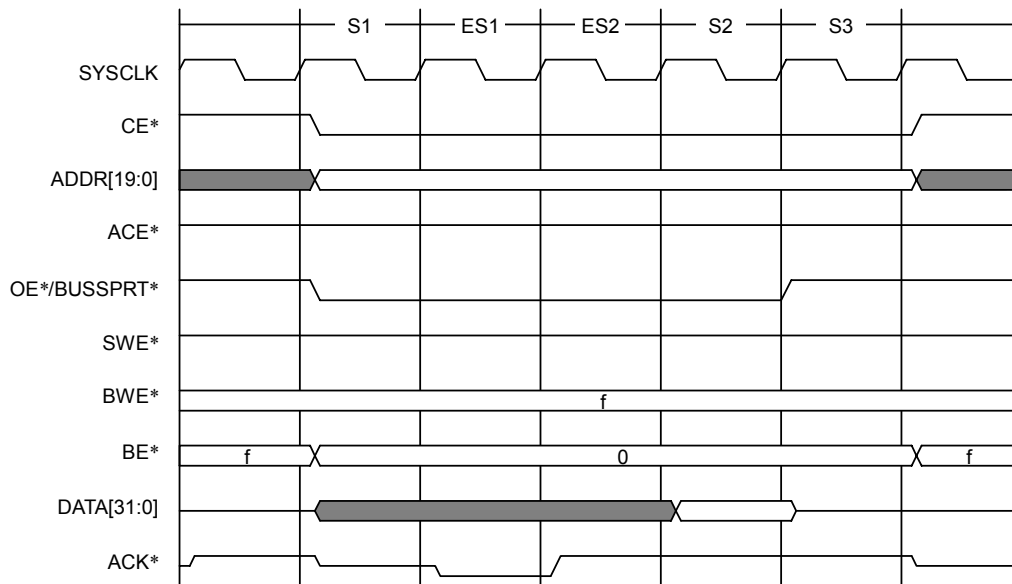 S1 ES1 ES2 S2 S3
SYSCLK
CE*
ADDR[19:0]
ACE*
OE*/BUSSPRT*
SWE*
BWE* f
BE* f 0 f
DATA[31:0]
ACK*